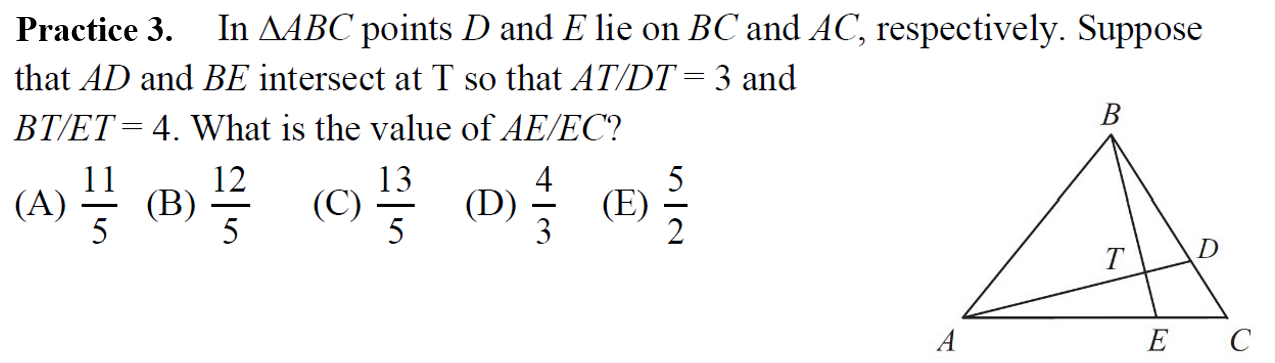 Practice 3. In ΔABC points D and E lie on BC and AC, respectively. Suppose
that AD and BE intersect at T so that AT/DT = 3 and
BT/ET = 4. What is the value of AE/EC?
(A) 11/5 (B) 12/5 (C) 13/5 (D) 4/3 (E) 5/2
B
T D
A E C